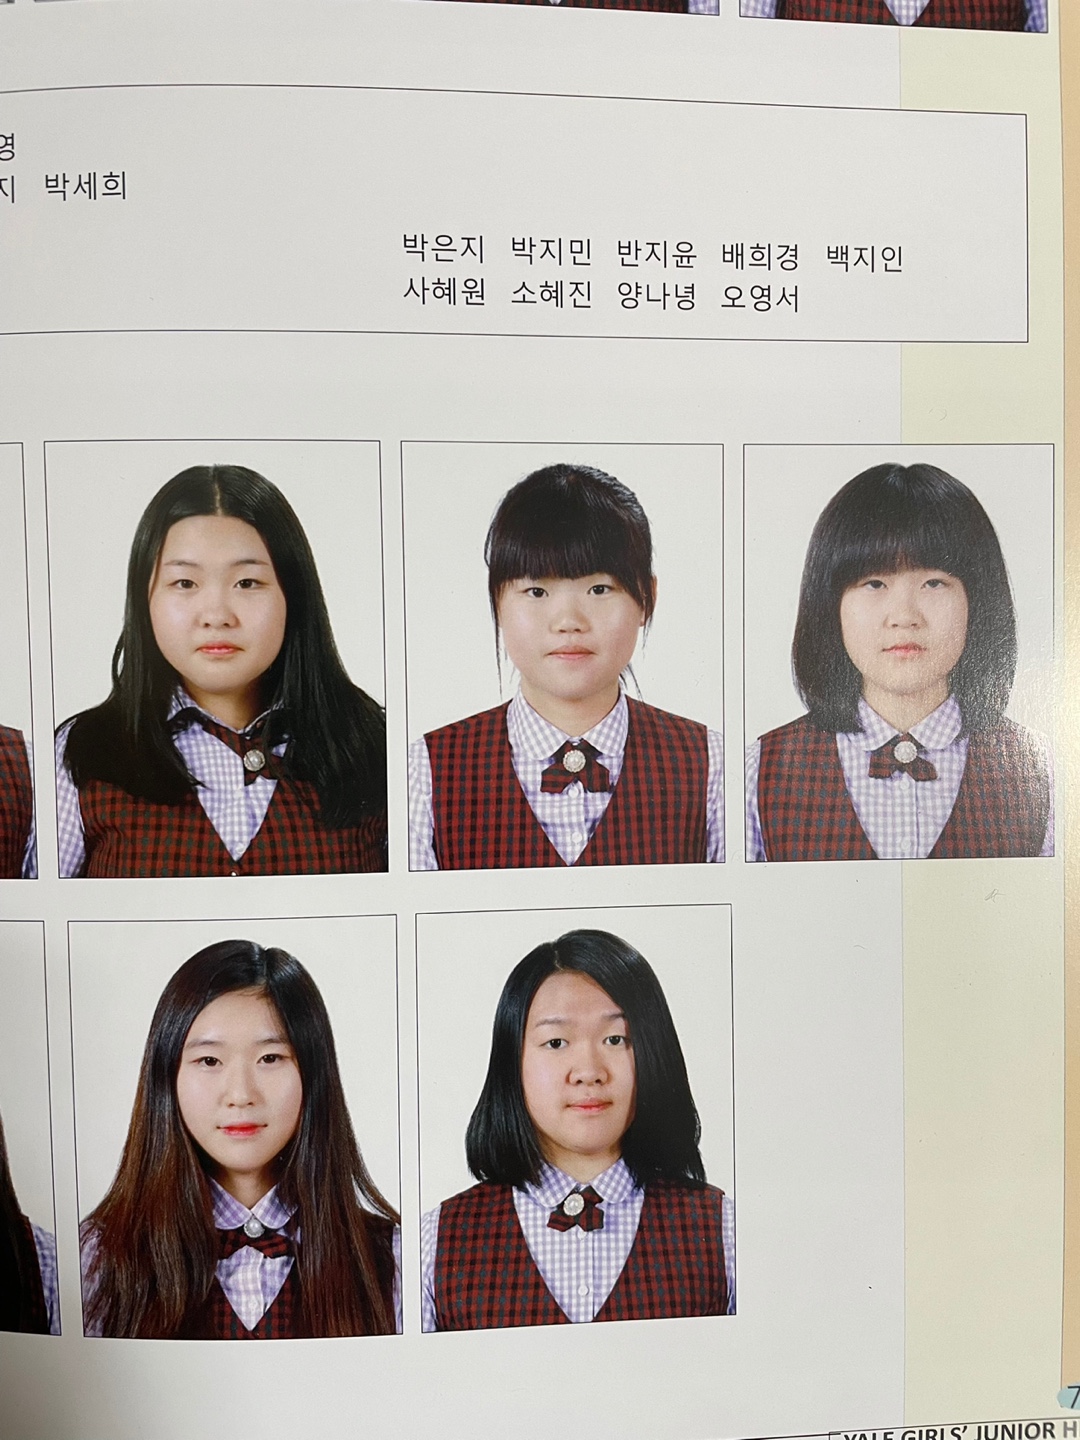 영
지 박세희
박은지 박지민 반지윤 배희경 백지인
사혜원 소혜진 양나녕 오영서
7
YALE GIRLS' JUNIOR H